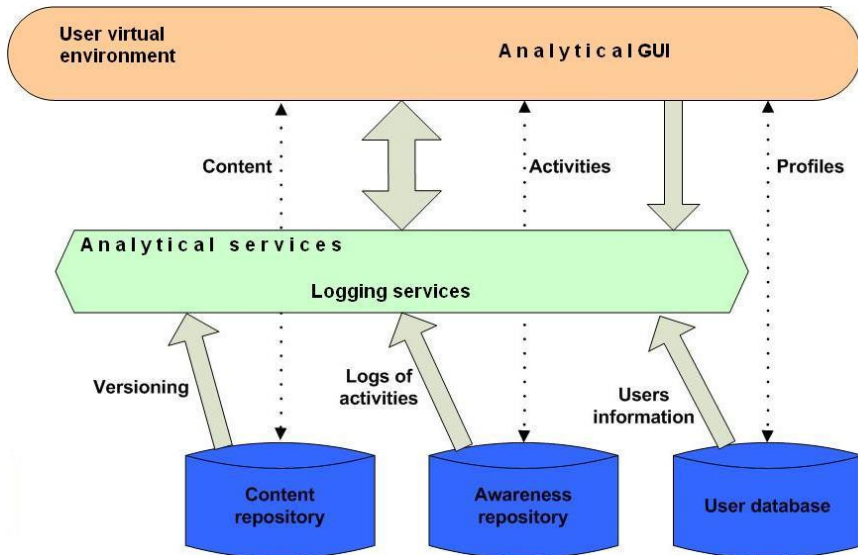 User virtual
environment
Analytical GUI
Content
Activities
Profiles
Analytical services
Logging services
Versioning
Logs of
activities
Users
information
Content
repository
Awareness
repository
User database